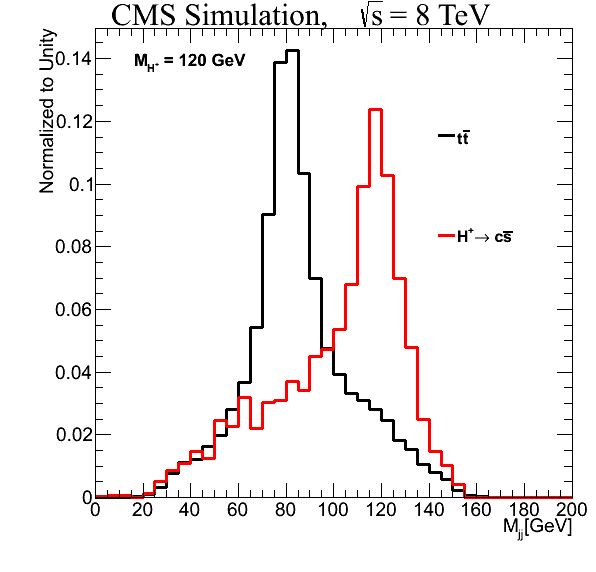 CMS Simulation, √s = 8 TeV
Normalized to Unity
M_H⁺ = 120 GeV
tt̄
H⁺→ cs̄
0.14
0.12
0.1
0.08
0.06
0.04
0.02
0
0 20 40 60 80 100 120 140 160 180 200
M_jj[GeV]